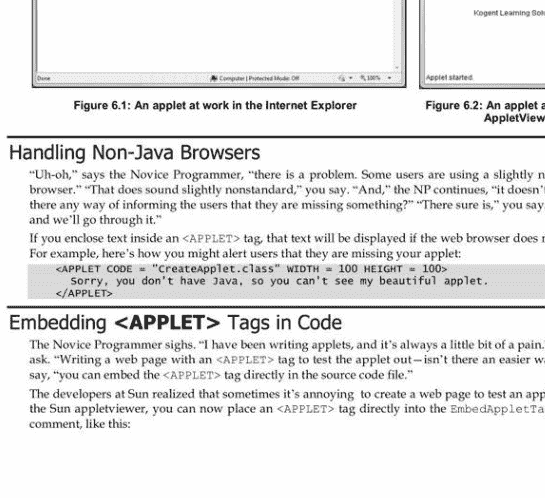 Kogent Learning
Done
Computer | Protected Mode: Off
100%
Applet started.
Figure 6.1: An applet at work in the Internet Explorer
Figure 6.2: An applet
Handling Non-Java Browsers
“Uh-oh,” says the Novice Programmer, “there is a problem. Some users are using a slightly
browser.” “That does sound slightly nonstandard,” you say. “And,” the NP continues, “it
there any way of informing the users that they are missing something?” “There sure is,” you say
and we’ll go through it.”
If you enclose text inside an <APPLET> tag, that text will be displayed if the web browser does
For example, here’s how you might alert users that they are missing your applet:
<APPLET CODE = "CreateApplet.class" WIDTH = 100 HEIGHT = 100>
Sorry, you don't have Java, so you can't see my beautiful applet.
</APPLET>
Embedding <APPLET> Tags in Code
The Novice Programmer sighs. “I have been writing applets, and it’s always a little bit of a pain.
ask. “Writing a web page with an <APPLET> tag to test the applet out—isn’t there an easier
say, “you can embed the <APPLET> tag directly in the source code file.”
The developers at Sun realized that sometimes it’s annoying to create a web page to test an
the Sun appletviewer, you can now place an <APPLET> tag directly into the
comment, like this: